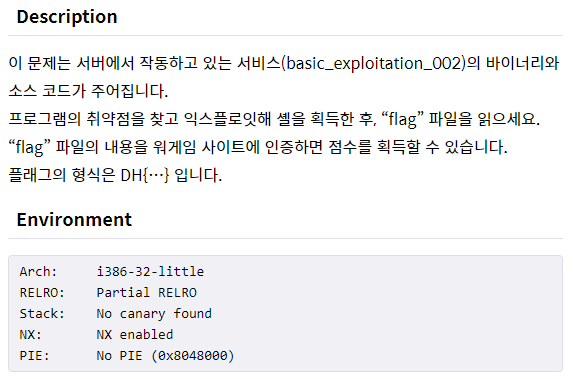 Description
이 문제는 서버에서 작동하고 있는 서비스(basic_exploitation_002)의 바이너리와
소스 코드가 주어집니다.
프로그램의 취약점을 찾고 익스플로잇해 셸을 획득한 후, “flag” 파일을 읽으세요.
“flag” 파일의 내용을 워게임 사이트에 인증하면 점수를 획득할 수 있습니다.
플래그의 형식은 DH{…} 입니다.
Environment
Arch:     i386-32-little
RELRO:    Partial RELRO
Stack:    No canary found
NX:       NX enabled
PIE:      No PIE (0x8048000)